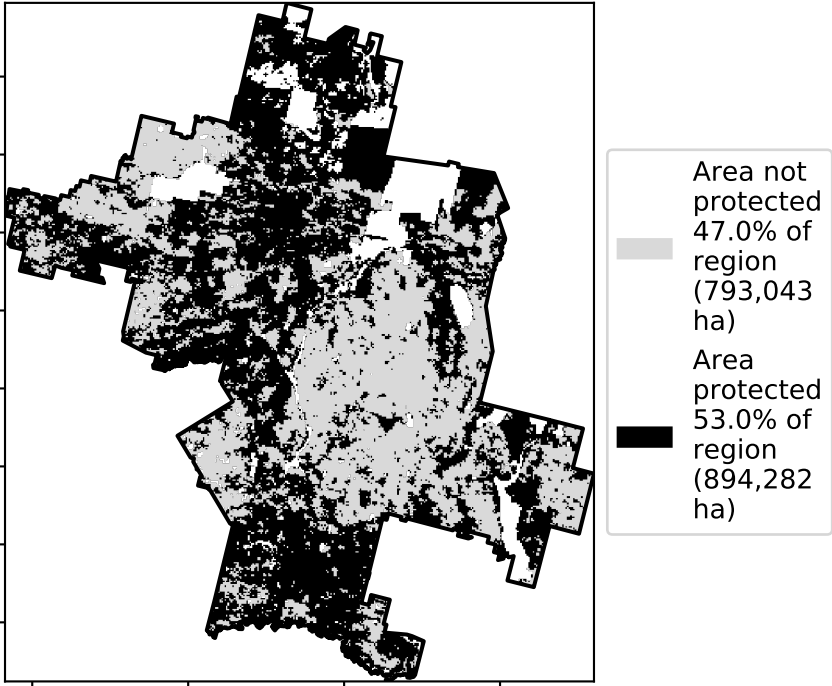 Area not
protected
47.0% of
region
(793,043
ha)
Area
protected
53.0% of
region
(894,282
ha)